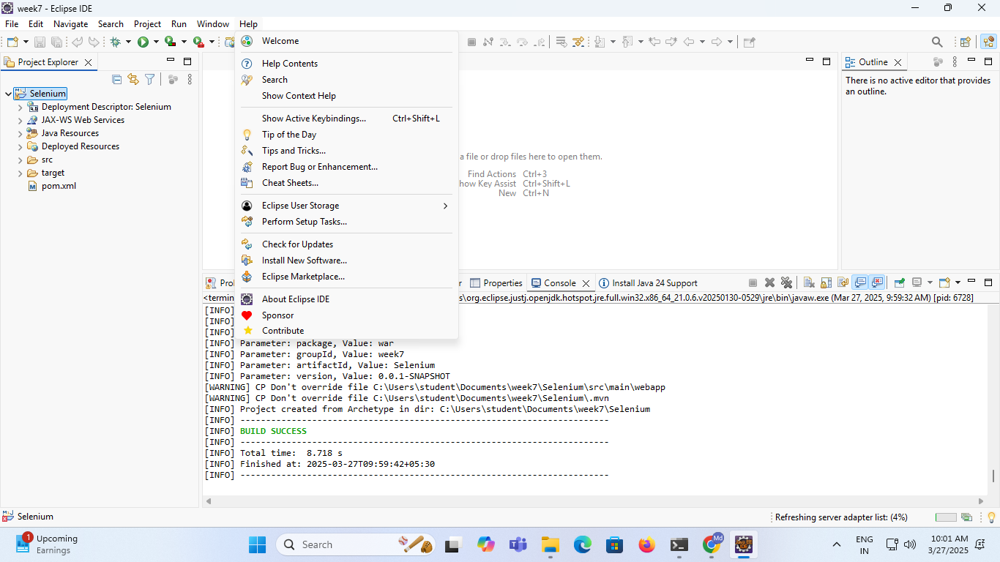 week7 - Eclipse IDE
File Edit Navigate Search Project Run Window Help
Project Explorer
Selenium
Deployment Descriptor: Selenium
JAX-WS Web Services
Java Resources
Deployed Resources
src
target
pom.xml
Welcome
Help Contents
Search
Show Context Help
Show Active Keybindings... Ctrl+Shift+L
Tip of the Day
Tips and Tricks...
Report Bug or Enhancement...
Cheat Sheets...
Eclipse User Storage
Perform Setup Tasks...
Check for Updates
Install New Software...
Eclipse Marketplace...
About Eclipse IDE
Sponsor
Contribute
a file or drop files here to open them.
Find Actions Ctrl+3
how Key Assist Ctrl+Shift+L
New Ctrl+N
Outline
There is no active editor that provides
an outline.
Pro r Properties Console Install Java 24 Support
<termin s\org.eclipse.justj.openjdk.hotspot.jre.full.win32.x86_64_21.0.6.v20250130-0529\jre\bin\javaw.exe (Mar 27, 2025, 9:59:32 AM) [pid: 6728]
[INFO]
[INFO]
[INFO]
[INFO] Parameter: package, Value: war
[INFO] Parameter: groupId, Value: week7
[INFO] Parameter: artifactId, Value: Selenium
[INFO] Parameter: version, Value: 0.0.1-SNAPSHOT
[WARNING] CP Don't override file C:\Users\student\Documents\week7\Selenium\src\main\webapp
[WARNING] CP Don't override file C:\Users\student\Documents\week7\Selenium\.mvn
[INFO] Project created from Archetype in dir: C:\Users\student\Documents\week7\Selenium
[INFO] ------------------------------------------------------------------------
[INFO] BUILD SUCCESS
[INFO] ------------------------------------------------------------------------
[INFO] Total time:  8.718 s
[INFO] Finished at: 2025-03-27T09:59:42+05:30
[INFO] ------------------------------------------------------------------------
Selenium
Refreshing server adapter list: (4%)
1
Upcoming
Earnings
Search
Md
ENG
IN
10:01 AM
3/27/2025